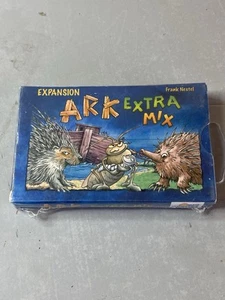 EXPANSION
Frank Nestel
ARK EXTRA
MIX